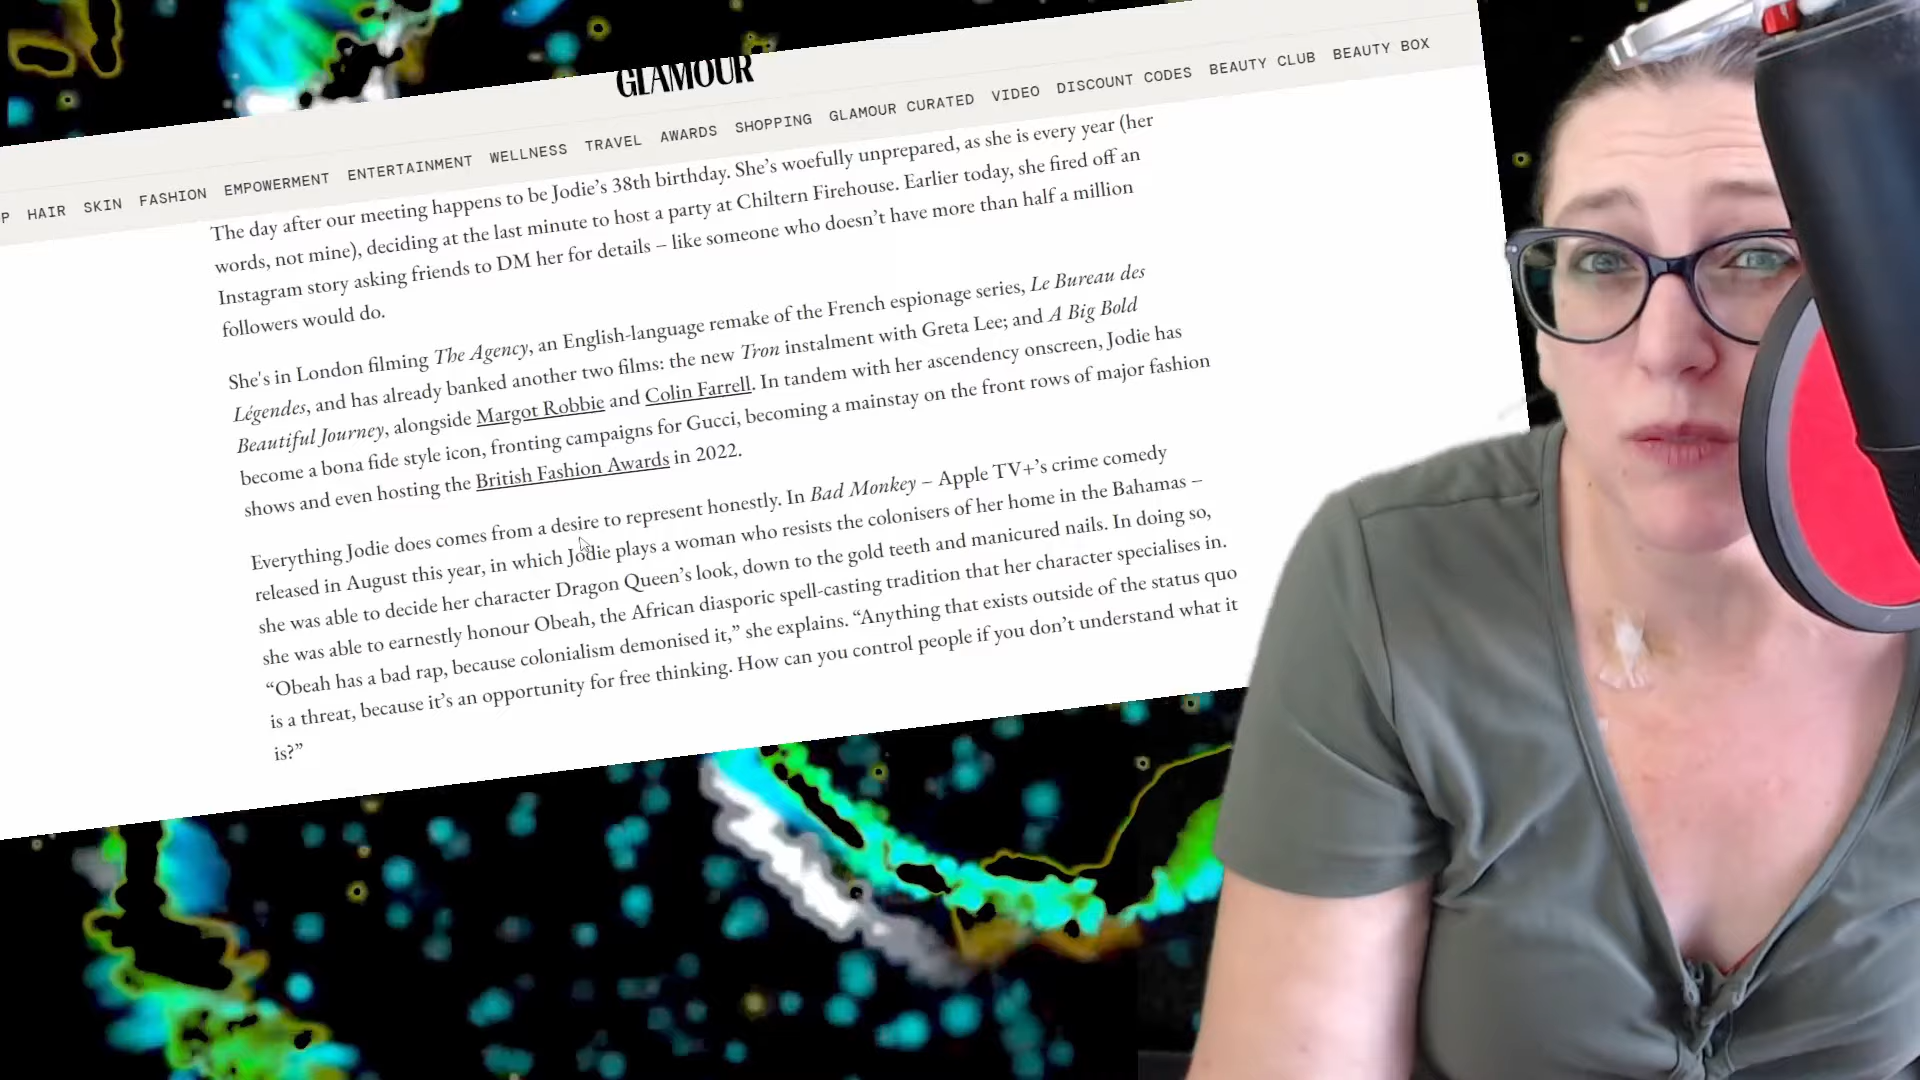 GLAMOUR
P HAIR SKIN FASHION EMPOWERMENT ENTERTAINMENT WELLNESS TRAVEL AWARDS SHOPPING GLAMOUR CURATED VIDEO DISCOUNT CODES BEAUTY CLUB BEAUTY BOX
The day after our meeting happens to be Jodie’s 38th birthday. She’s woefully unprepared, as she is every year (her
words, not mine), deciding at the last minute to host a party at Chiltern Firehouse. Earlier today, she fired off an
Instagram story asking friends to DM her for details – like someone who doesn’t have more than half a million
followers would do.
She's in London filming The Agency, an English-language remake of the French espionage series, Le Bureau des
Légendes, and has already banked another two films: the new Tron instalment with Greta Lee; and A Big Bold
Beautiful Journey, alongside Margot Robbie and Colin Farrell. In tandem with her ascendency onscreen, Jodie has
become a bona fide style icon, fronting campaigns for Gucci, becoming a mainstay on the front rows of major fashion
shows and even hosting the British Fashion Awards in 2022.
Everything Jodie does comes from a desire to represent honestly. In Bad Monkey – Apple TV+’s crime comedy
released in August this year, in which Jodie plays a woman who resists the colonisers of her home in the Bahamas –
she was able to decide her character Dragon Queen’s look, down to the gold teeth and manicured nails. In doing so,
she was able to earnestly honour Obeah, the African diasporic spell-casting tradition that her character specialises in.
“Obeah has a bad rap, because colonialism demonised it,” she explains. “Anything that exists outside of the status quo
is a threat, because it’s an opportunity for free thinking. How can you control people if you don’t understand what it
is?”